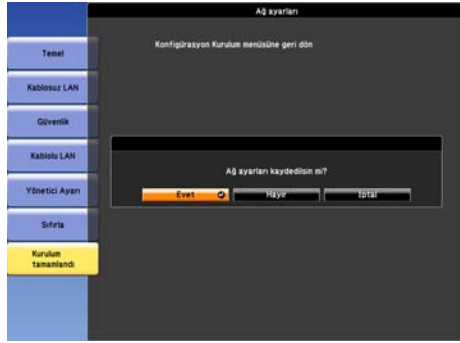 Ağ ayarları
Konfigürasyon Kurulum menüsüne geri dön
Temel
Kablosuz LAN
Güvenlik
Kablolu LAN
Yönetici Ayarı
Sıfırla
Kurulum
tamamlandı
Ağ ayarları kaydedilsin mi?
Evet
Hayır
İptal